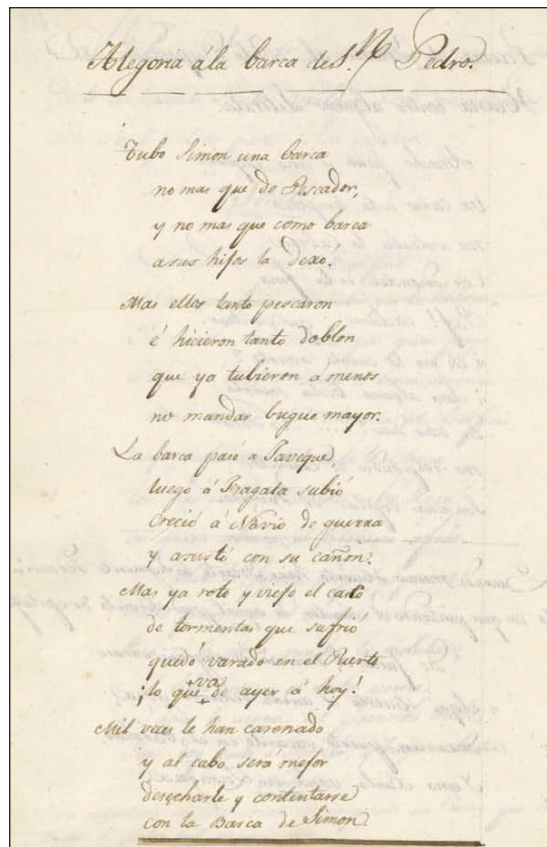 Alegoria á la barca de S.ⁿ Pedro.
Tubo Simon una barca
no mas que de Pescador,
y no mas que como barca
a sus hijos la dexo.
Mas ellos tanto pescaron
é hicieron tanto doblon
que ya tubieron á menos
no mandar buque mayor.
La barca pasó a Javeque,
luego á Fragata subió
Creció á Navio de guerra
y asustó con su cañon.
Mas ya roto y viejo el casco
de tormentas que sufrio
quedó varado en el Puerto
¡lo que va de ayer á hoy!
Mil veces le han carenado
y al cabo será mejor
desecharle y contentarse
con la Barca de Simon.